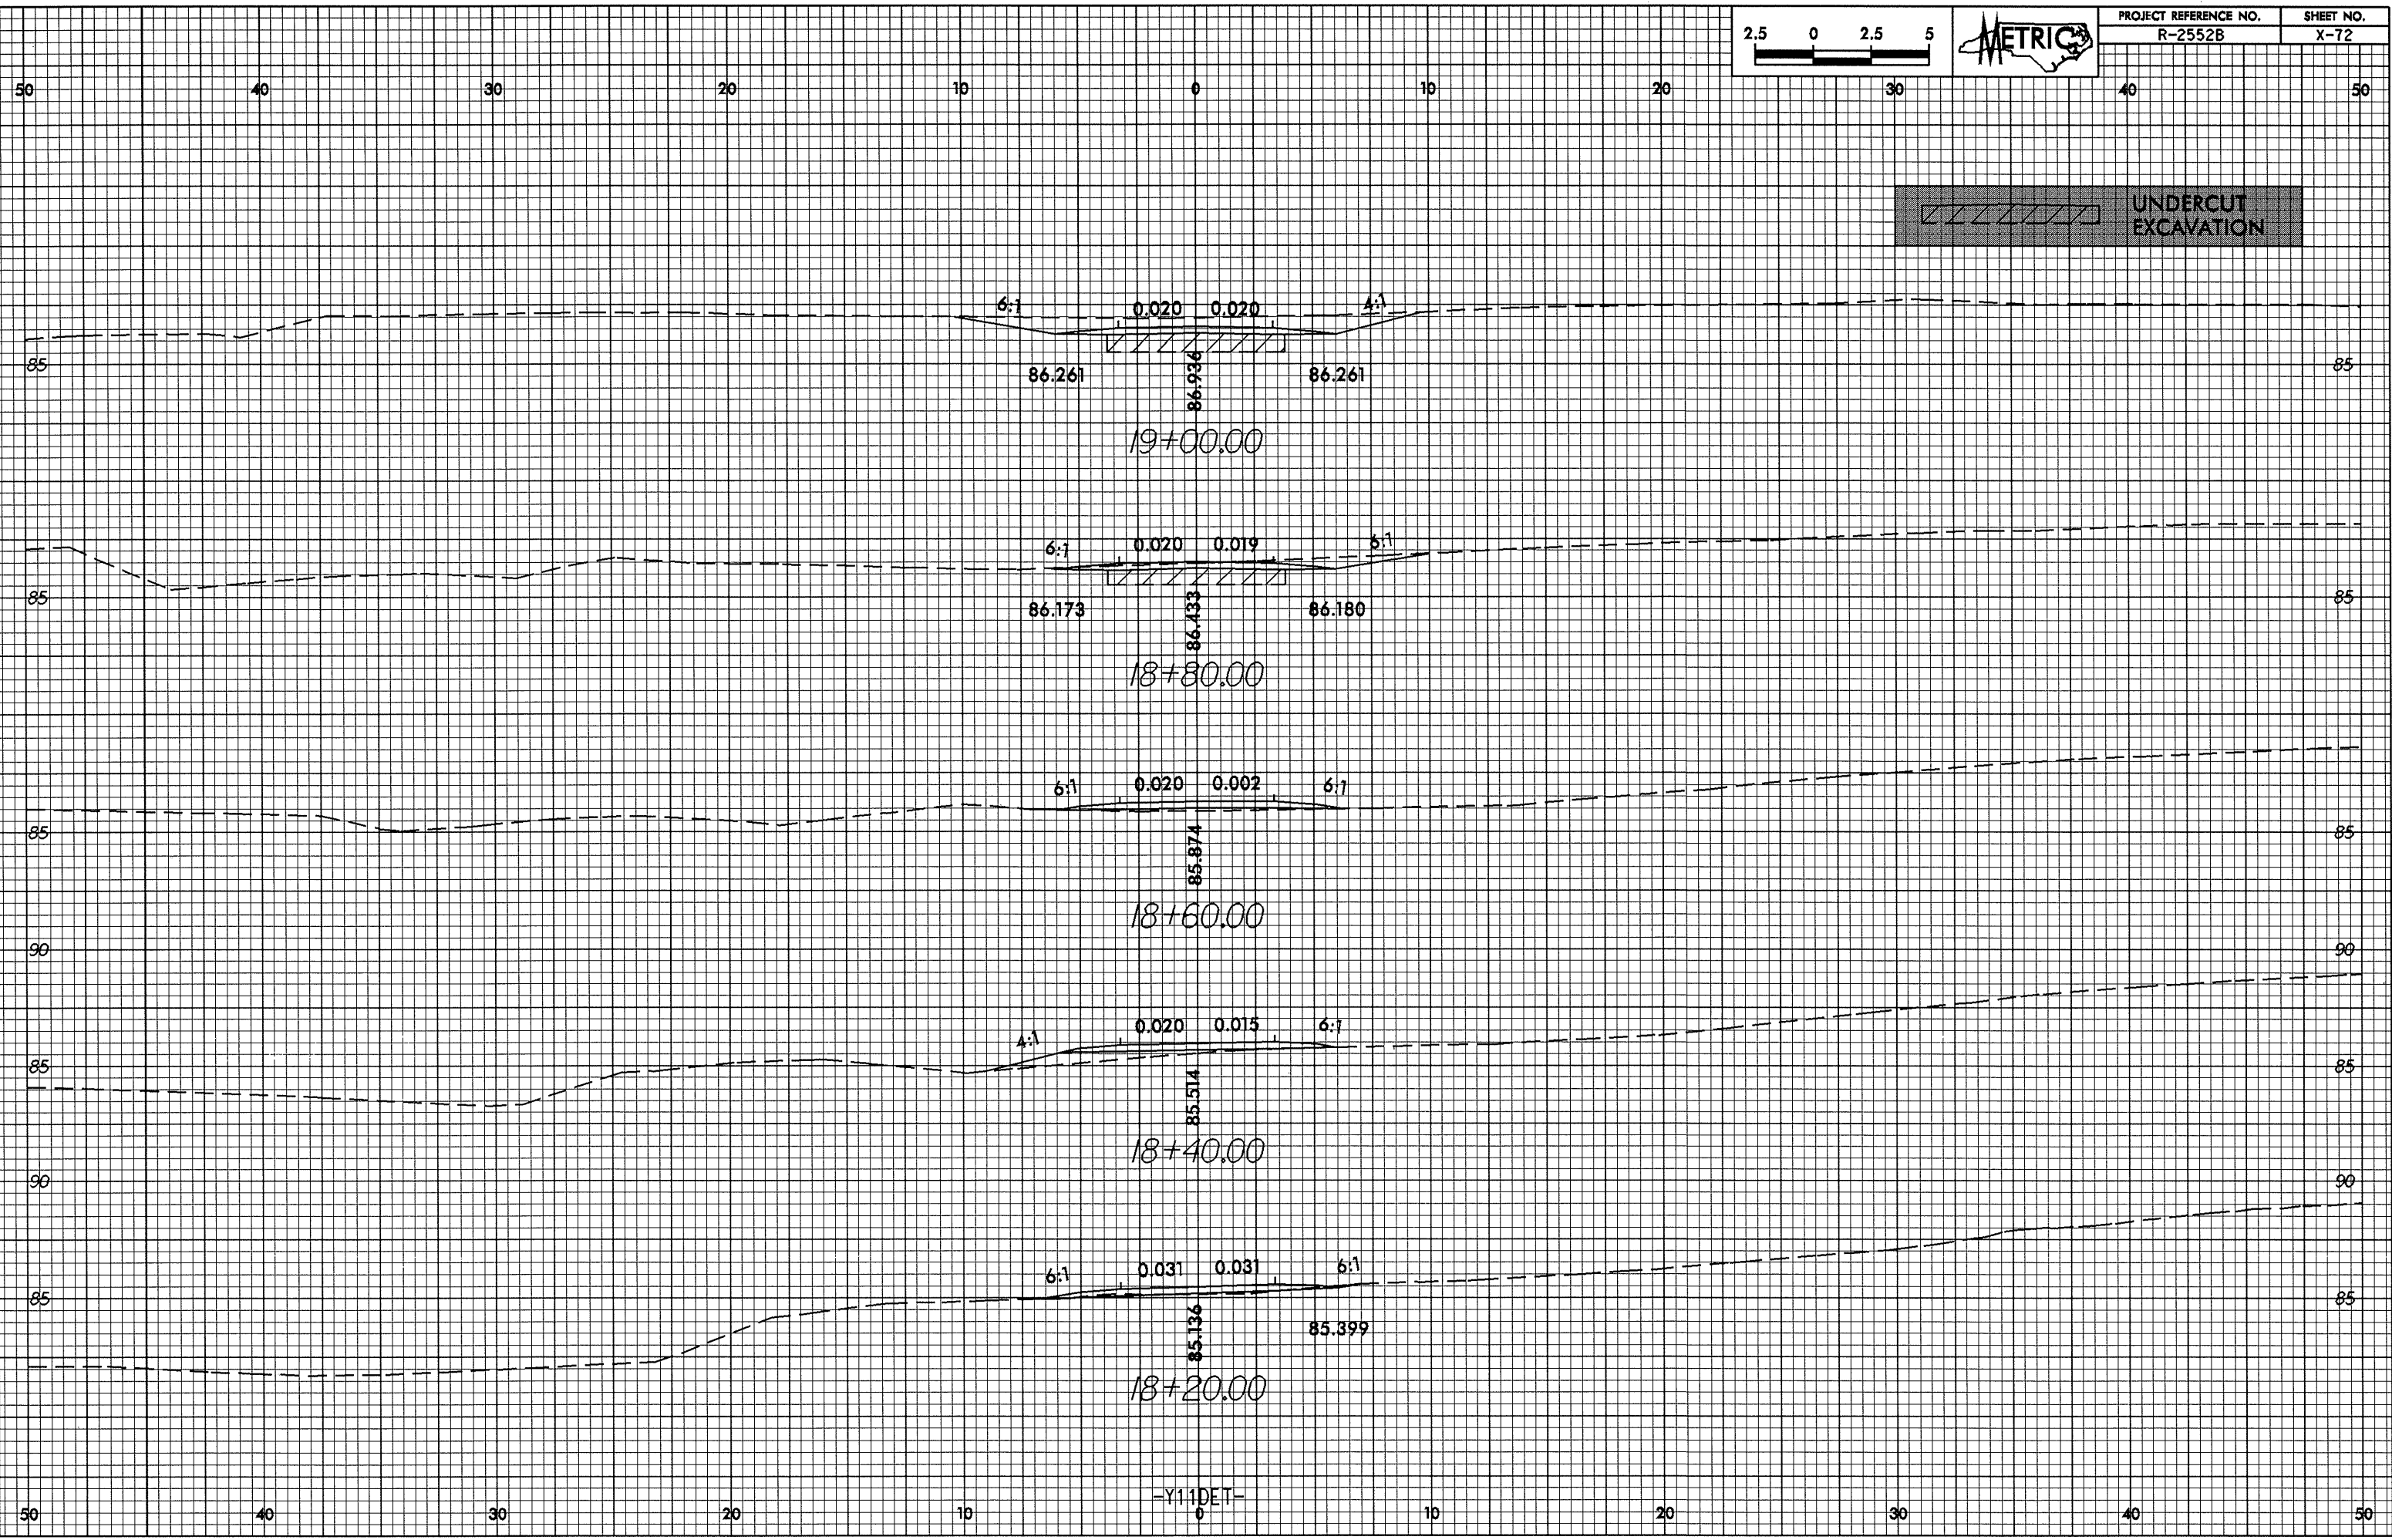 2.5 0 2.5 5
METRIC
PROJECT REFERENCE NO. SHEET NO.
R-2552B X-72
50 40 30 20 10 0 10 20 30 40 50
UNDERCUT
EXCAVATION
6:1 0.020 0.020 4:1
85 85
86.261 86.936 86.261
19+00.00
6:1 0.020 0.019 6:1
85 85
86.173 86.433 86.180
18+80.00
6:1 0.020 0.002 6:1
85 85
85.874
18+60.00
90 90
4:1 0.020 0.015 6:1
85 85
85.514
18+40.00
90 90
6:1 0.031 0.031 6:1
85 85
85.136 85.399
18+20.00
-Y11DET-
50 40 30 20 10 0 10 20 30 40 50